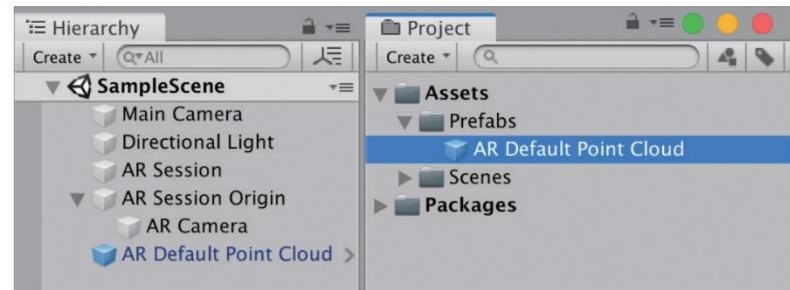 Hierarchy
Create
All
SampleScene
Main Camera
Directional Light
AR Session
AR Session Origin
AR Camera
AR Default Point Cloud
Project
Create
Assets
Prefabs
AR Default Point Cloud
Scenes
Packages